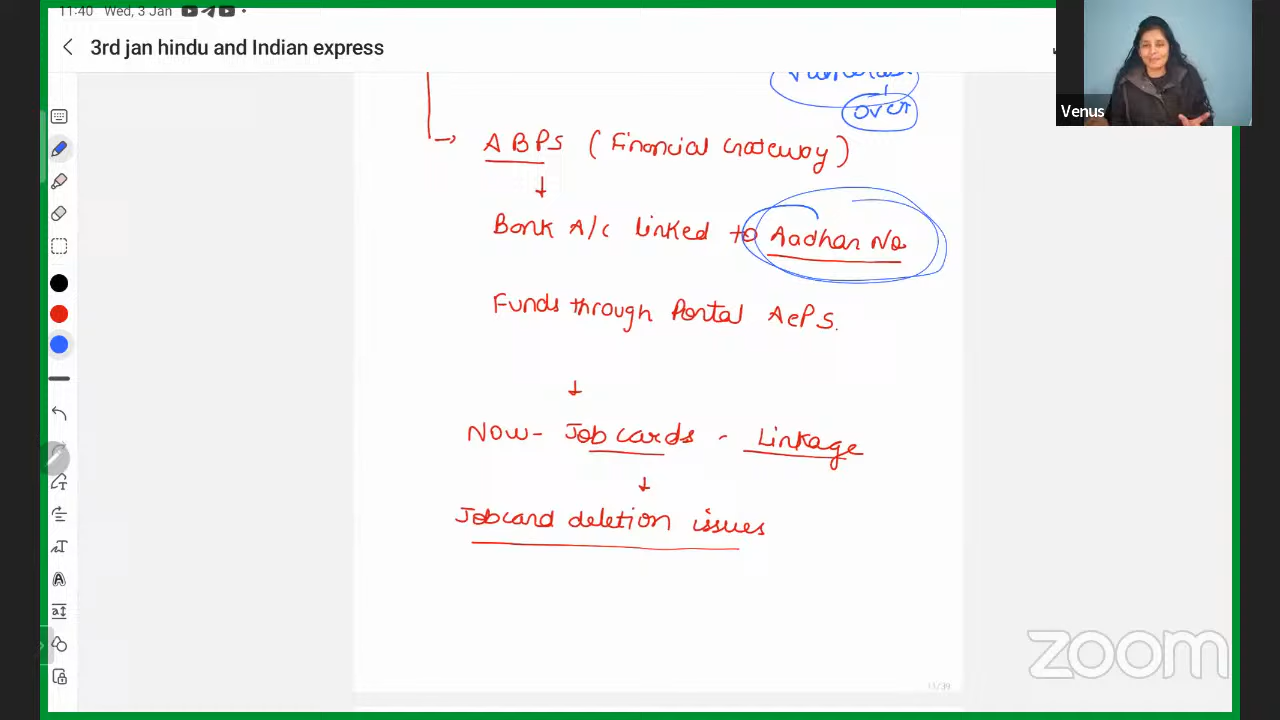 11:40 Wed, 3 Jan
3rd jan hindu and Indian express
Venus
over
→ ABPS (Financial Gateway)
↓
Bank A/c linked to Aadhar No
Funds through Portal AePS.
↓
Now - Job cards - Linkage
↓
Jobcard deletion issues
zoom